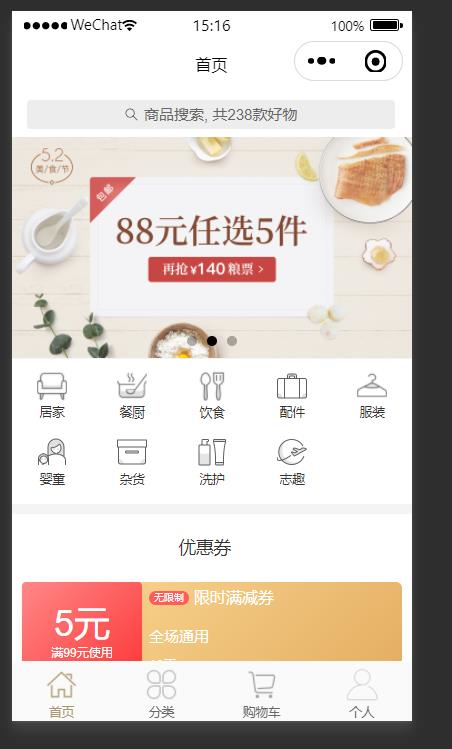 WeChat 15:16 100%
首页
商品搜索, 共238款好物
5.2
美/食/节
包邮
88元任选5件
再抢¥140粮票 >
居家 餐厨 饮食 配件 服装
婴童 杂货 洗护 志趣
优惠券
5元
满99元使用
无限制 限时满减券
全场通用
首页 分类 购物车 个人